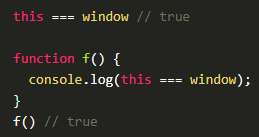 this === window // true

function f() {
  console.log(this === window);
}
f() // true